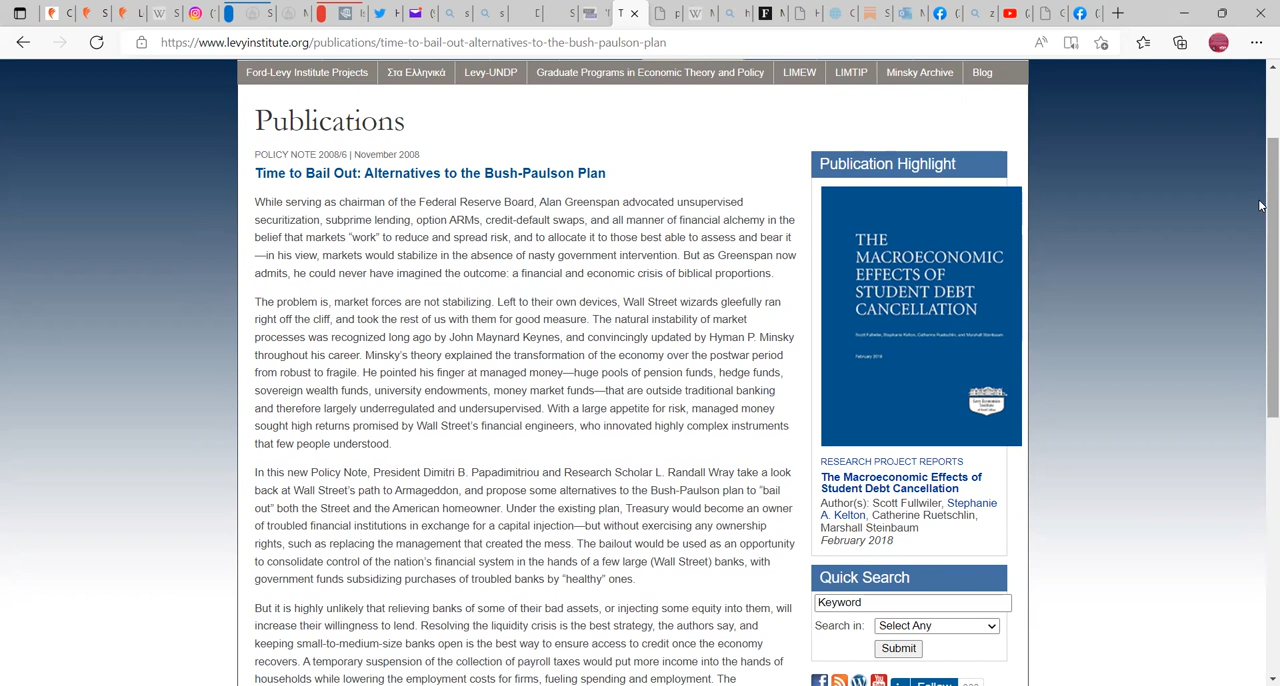 https://www.levyinstitute.org/publications/time-to-bail-out-alternatives-to-the-bush-paulson-plan
Ford-Levy Institute Projects
Στα Ελληνικά
Levy-UNDP
Graduate Programs in Economic Theory and Policy
LIMEW
LIMTIP
Minsky Archive
Blog
Publications
POLICY NOTE 2008/6 | November 2008
Time to Bail Out: Alternatives to the Bush-Paulson Plan
While serving as chairman of the Federal Reserve Board, Alan Greenspan advocated unsupervised
securitization, subprime lending, option ARMs, credit-default swaps, and all manner of financial alchemy in the
belief that markets “work” to reduce and spread risk, and to allocate it to those best able to assess and bear it
—in his view, markets would stabilize in the absence of nasty government intervention. But as Greenspan now
admits, he could never have imagined the outcome: a financial and economic crisis of biblical proportions.
The problem is, market forces are not stabilizing. Left to their own devices, Wall Street wizards gleefully ran
right off the cliff, and took the rest of us with them for good measure. The natural instability of market
processes was recognized long ago by John Maynard Keynes, and convincingly updated by Hyman P. Minsky
throughout his career. Minsky’s theory explained the transformation of the economy over the postwar period
from robust to fragile. He pointed his finger at managed money—huge pools of pension funds, hedge funds,
sovereign wealth funds, university endowments, money market funds—that are outside traditional banking
and therefore largely underregulated and undersupervised. With a large appetite for risk, managed money
sought high returns promised by Wall Street’s financial engineers, who innovated highly complex instruments
that few people understood.
In this new Policy Note, President Dimitri B. Papadimitriou and Research Scholar L. Randall Wray take a look
back at Wall Street’s path to Armageddon, and propose some alternatives to the Bush-Paulson plan to “bail
out” both the Street and the American homeowner. Under the existing plan, Treasury would become an owner
of troubled financial institutions in exchange for a capital injection—but without exercising any ownership
rights, such as replacing the management that created the mess. The bailout would be used as an opportunity
to consolidate control of the nation’s financial system in the hands of a few large (Wall Street) banks, with
government funds subsidizing purchases of troubled banks by “healthy” ones.
But it is highly unlikely that relieving banks of some of their bad assets, or injecting some equity into them, will
increase their willingness to lend. Resolving the liquidity crisis is the best strategy, the authors say, and
keeping small-to-medium-size banks open is the best way to ensure access to credit once the economy
recovers. A temporary suspension of the collection of payroll taxes would put more income into the hands of
households while lowering the employment costs for firms, fueling spending and employment. The
Publication Highlight
THE
MACROECONOMIC
EFFECTS OF
STUDENT DEBT
CANCELLATION
Scott Fullwiler, Stephanie Kelton, Catherine Ruetschlin, and Marshall Steinbaum
February 2018
Levy Economics
Institute
RESEARCH PROJECT REPORTS
The Macroeconomic Effects of
Student Debt Cancellation
Author(s): Scott Fullwiler, Stephanie
A. Kelton, Catherine Ruetschlin,
Marshall Steinbaum
February 2018
Quick Search
Keyword
Search in: Select Any
Submit
Follow